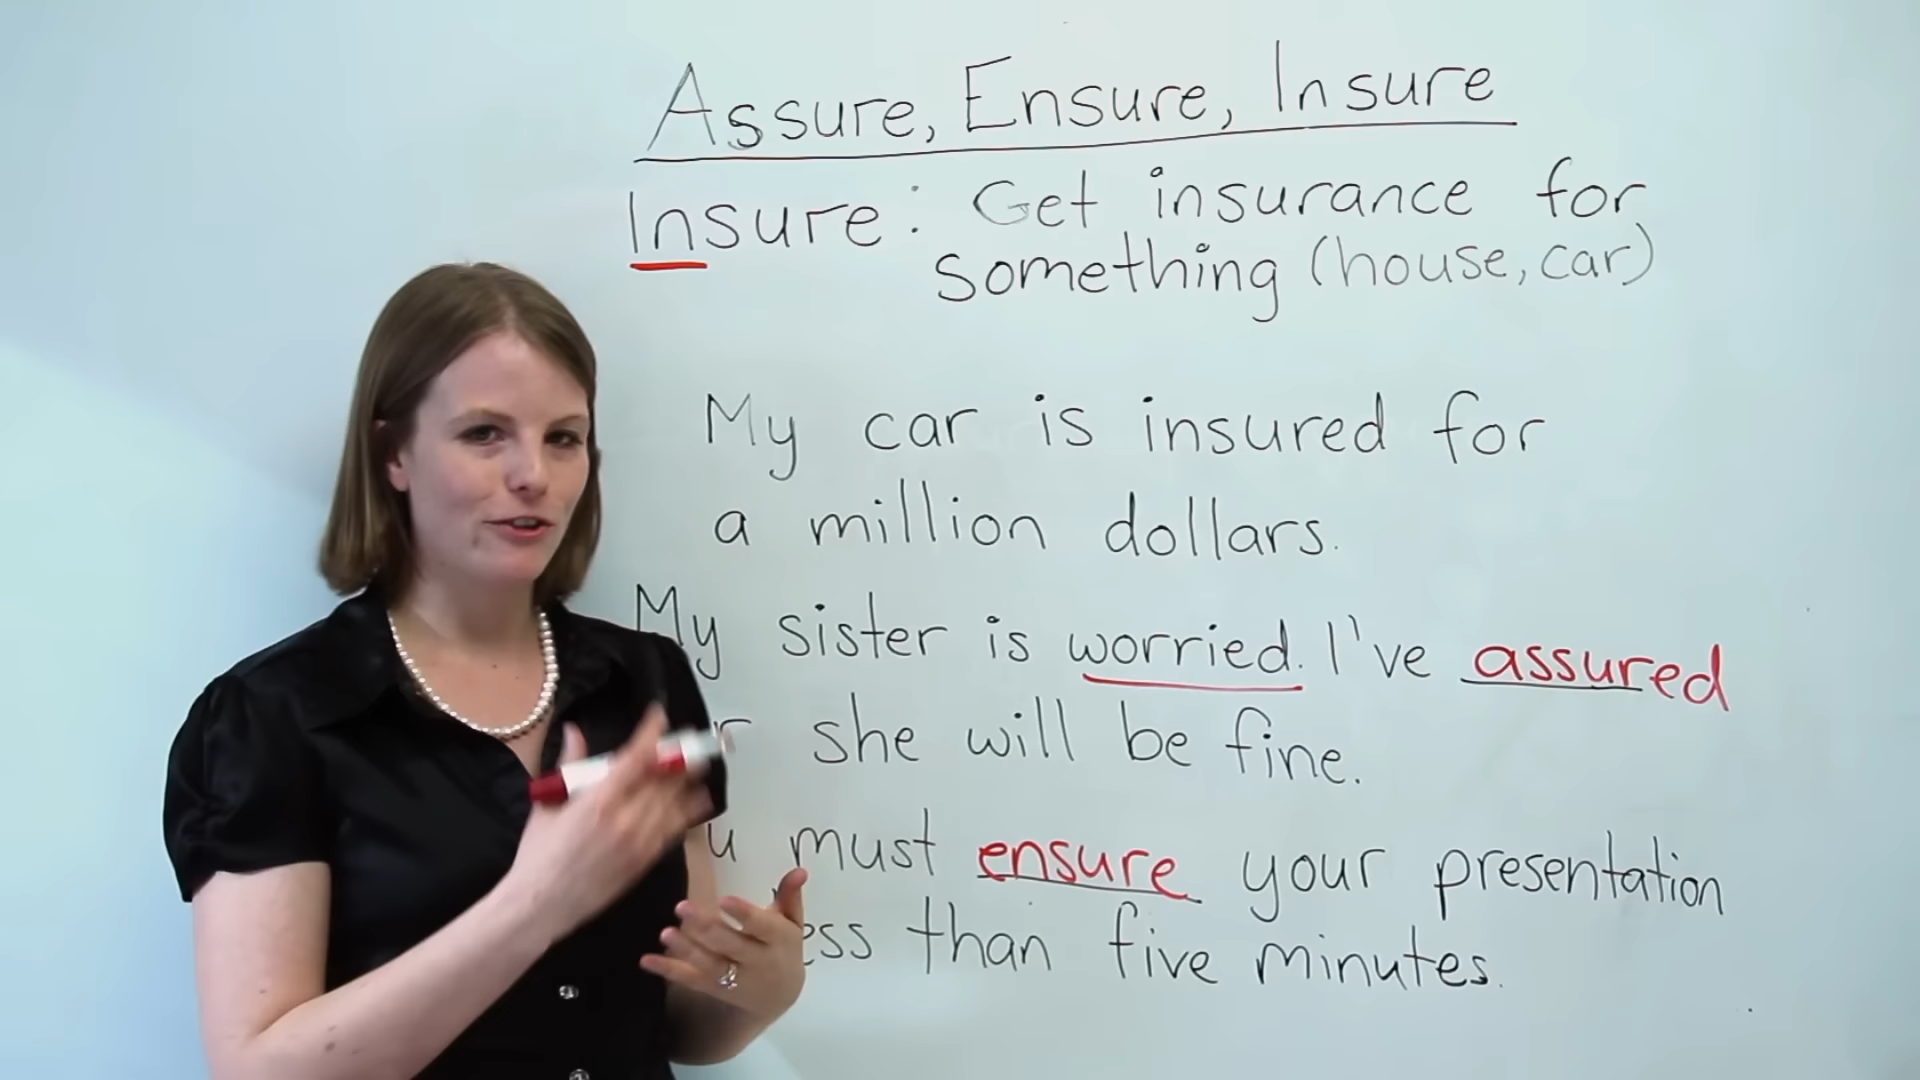 Assure, Ensure, Insure
Insure: Get insurance for
something (house, car)
My car is insured for
a million dollars.
My sister is worried. I've assured
she will be fine.
must ensure your presentation
than five minutes.